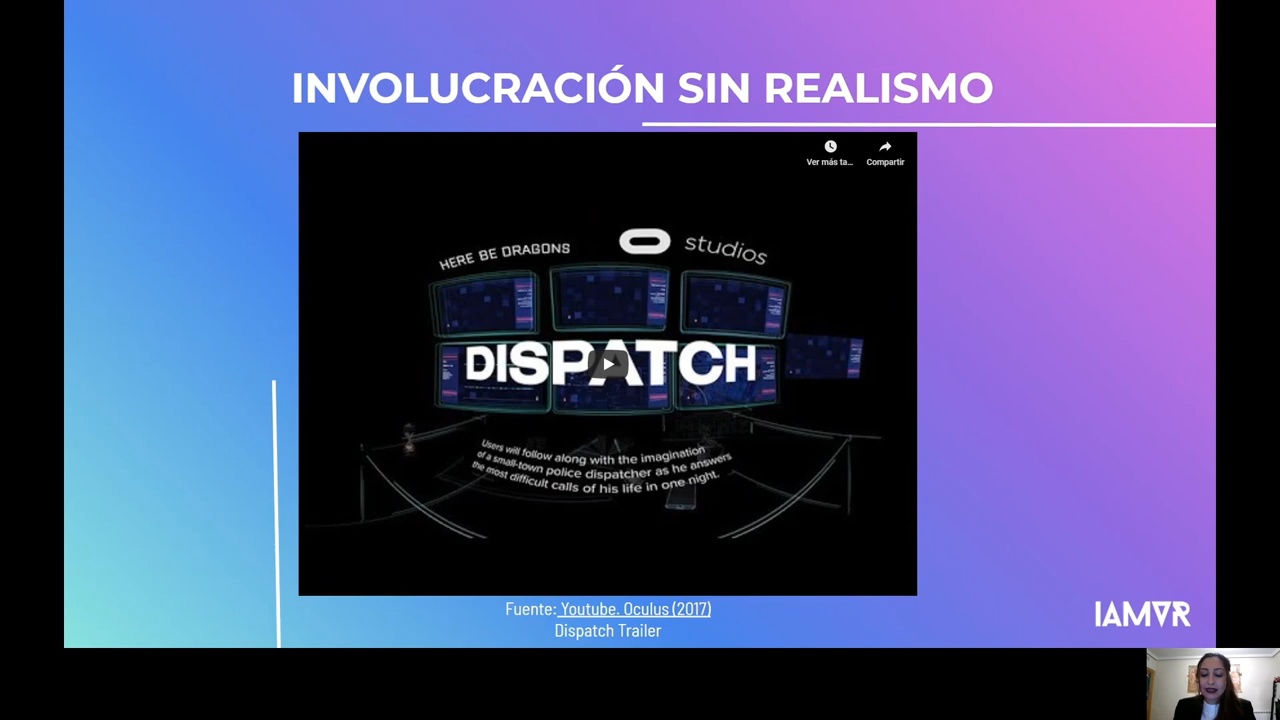 INVOLUCRACIÓN SIN REALISMO
Ver más ta...
Compartir
HERE BE DRAGONS
studios
DISPATCH
Users will follow along with the imagination
of a small-town police dispatcher as he answers
the most difficult calls of his life in one night.
Fuente: Youtube. Oculus (2017)
Dispatch Trailer
IAMVR